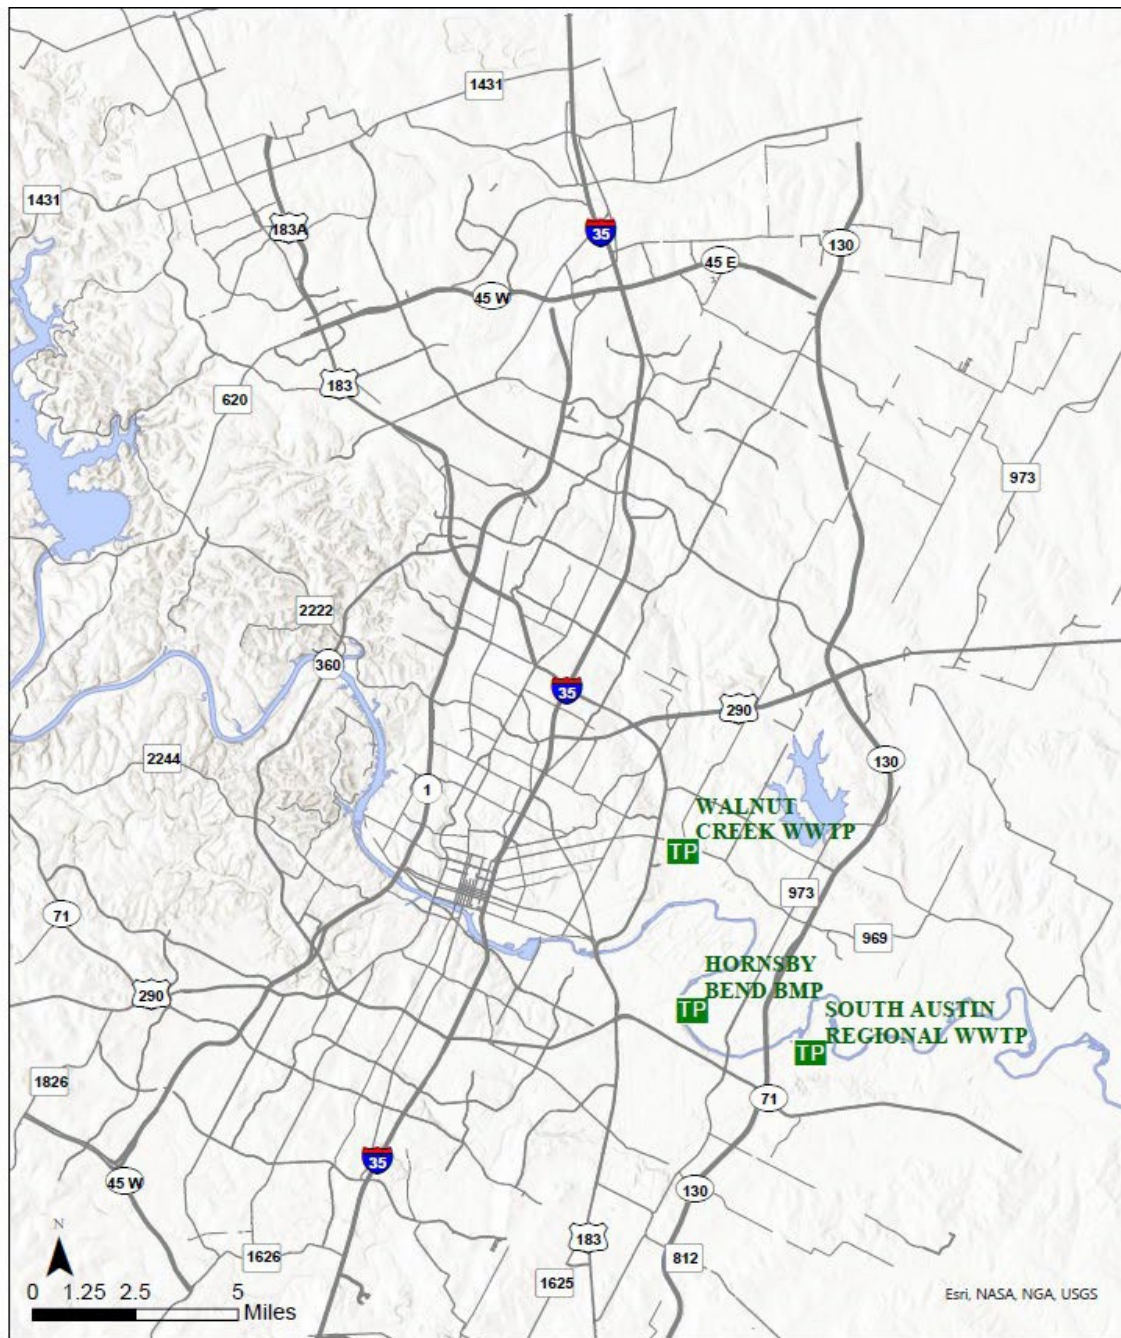 1431
1431
183A
35
130
45 E
45 W
183
620
973
2222
360
35
290
2244
130
1
WALNUT
CREEK WWTP
TP
973
71
969
HORNSBY
BEND BMP
290
TP
SOUTH AUSTIN
REGIONAL WWTP
TP
1826
71
35
45 W
130
N
183
1626
812
1625
0 1.25 2.5 5
Miles
Esri, NASA, NGA, USGS